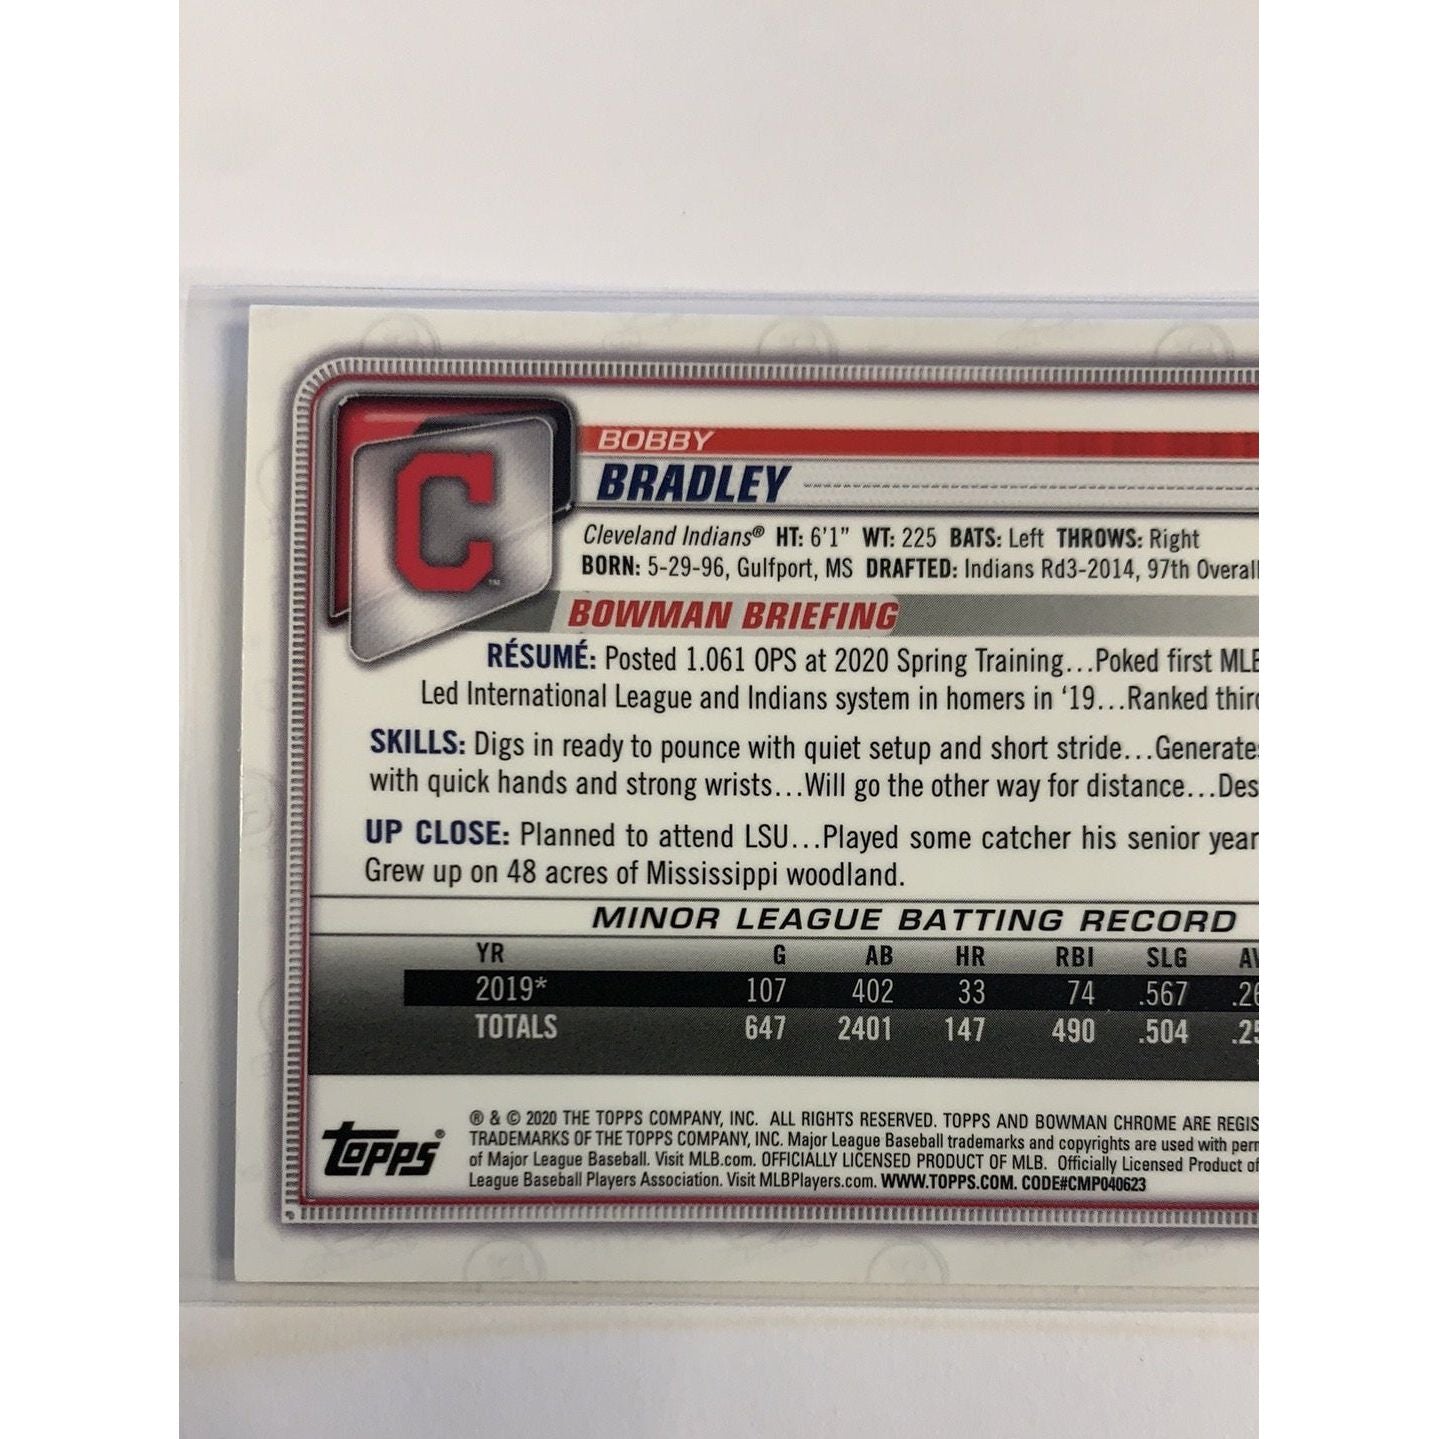 C
BOBBY
BRADLEY
Cleveland Indians® HT: 6'1" WT: 225 BATS: Left THROWS: Right
BORN: 5-29-96, Gulfport, MS DRAFTED: Indians Rd3-2014, 97th Overall
BOWMAN BRIEFING
RÉSUMÉ: Posted 1.061 OPS at 2020 Spring Training...Poked first MLB
Led International League and Indians system in homers in '19...Ranked
SKILLS: Digs in ready to pounce with quiet setup and short stride...
with quick hands and strong wrists...Will go the other way for distance...
UP CLOSE: Planned to attend LSU...Played some catcher his senior year
Grew up on 48 acres of Mississippi woodland.
MINOR LEAGUE BATTING RECORD
YR G AB HR RBI SLG
2019* 107 402 33 74 .567
TOTALS 647 2401 147 490 .504
TOPPS® ® & © 2020 THE TOPPS COMPANY, INC. ALL RIGHTS RESERVED. TOPPS AND BOWMAN CHROME ARE
TRADEMARKS OF THE TOPPS COMPANY, INC. Major League Baseball trademarks and copyrights are used with
of Major League Baseball. Visit MLB.com. OFFICIALLY LICENSED PRODUCT OF MLB. Officially Licensed Product of
League Baseball Players Association. Visit MLBPlayers.com. WWW.TOPPS.COM. CODE#CMP040623